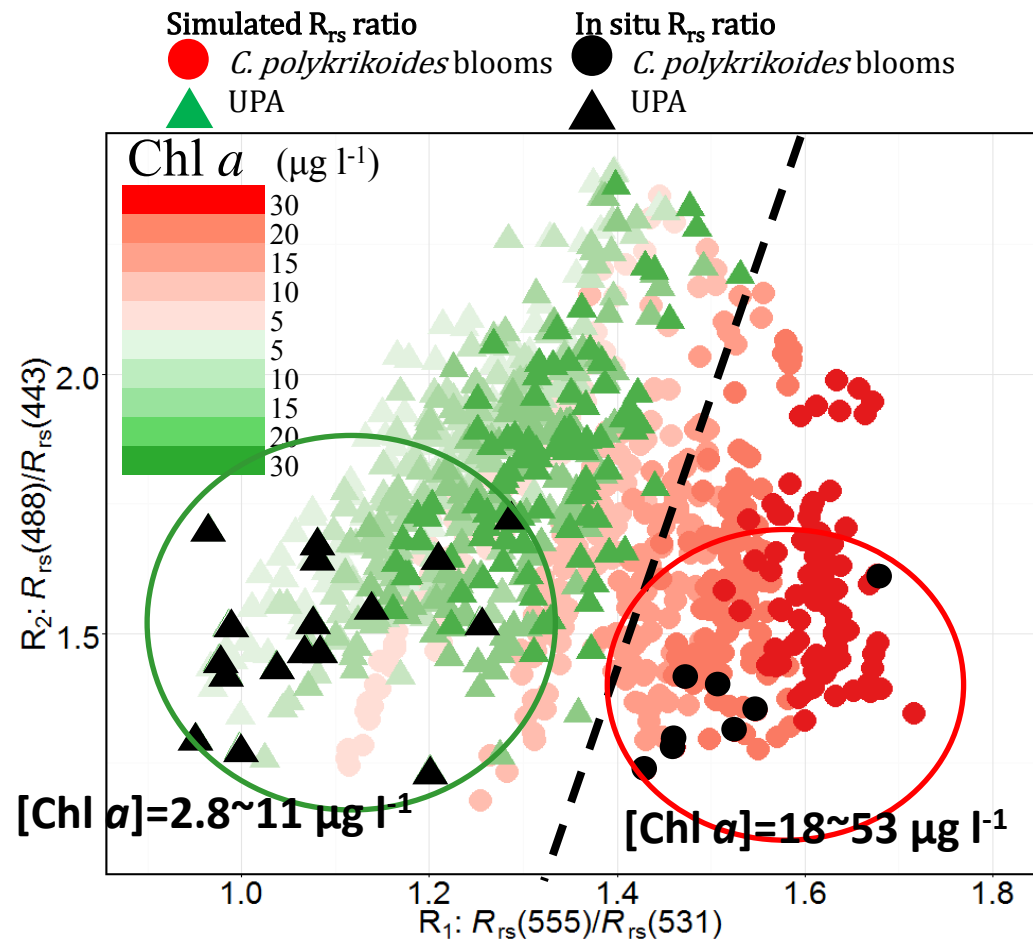 Simulated Rrs ratio
In situ Rrs ratio
C. polykrikoides blooms
C. polykrikoides blooms
UPA
UPA
Chl a (µg l-1)
30
20
15
10
5
5
10
15
20
30
2.0
1.5
R2: Rrs(488)/Rrs(443)
[Chl a]=2.8~11 µg l-1
[Chl a]=18~53 µg l-1
1.0
1.2
1.4
1.6
1.8
R1: Rrs(555)/Rrs(531)